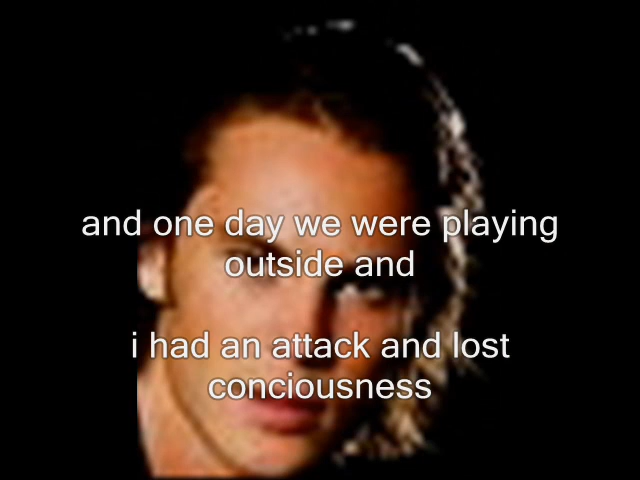 and one day we were playing
outside and
i had an attack and lost
conciousness